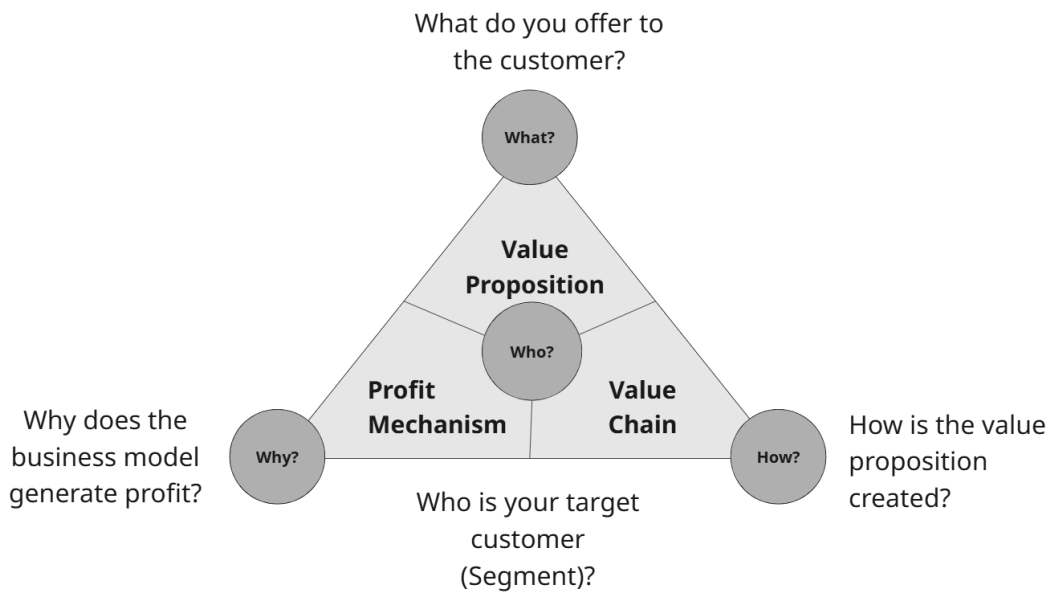 What do you offer to
the customer?
What?
Value
Proposition
Who?
Profit
Mechanism
Value
Chain
Why does the
business model
generate profit?
Why?
How?
How is the value
proposition
created?
Who is your target
customer
(Segment)?